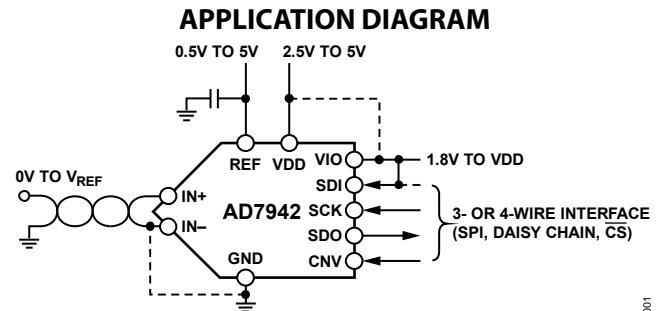 APPLICATION DIAGRAM
0.5V TO 5V 2.5V TO 5V
REF VDD VIO 1.8V TO VDD
0V TO VREF
SDI
IN+
AD7942 SCK 3- OR 4-WIRE INTERFACE
IN– SDO (SPI, DAISY CHAIN, C̅S̅)
GND CNV
001